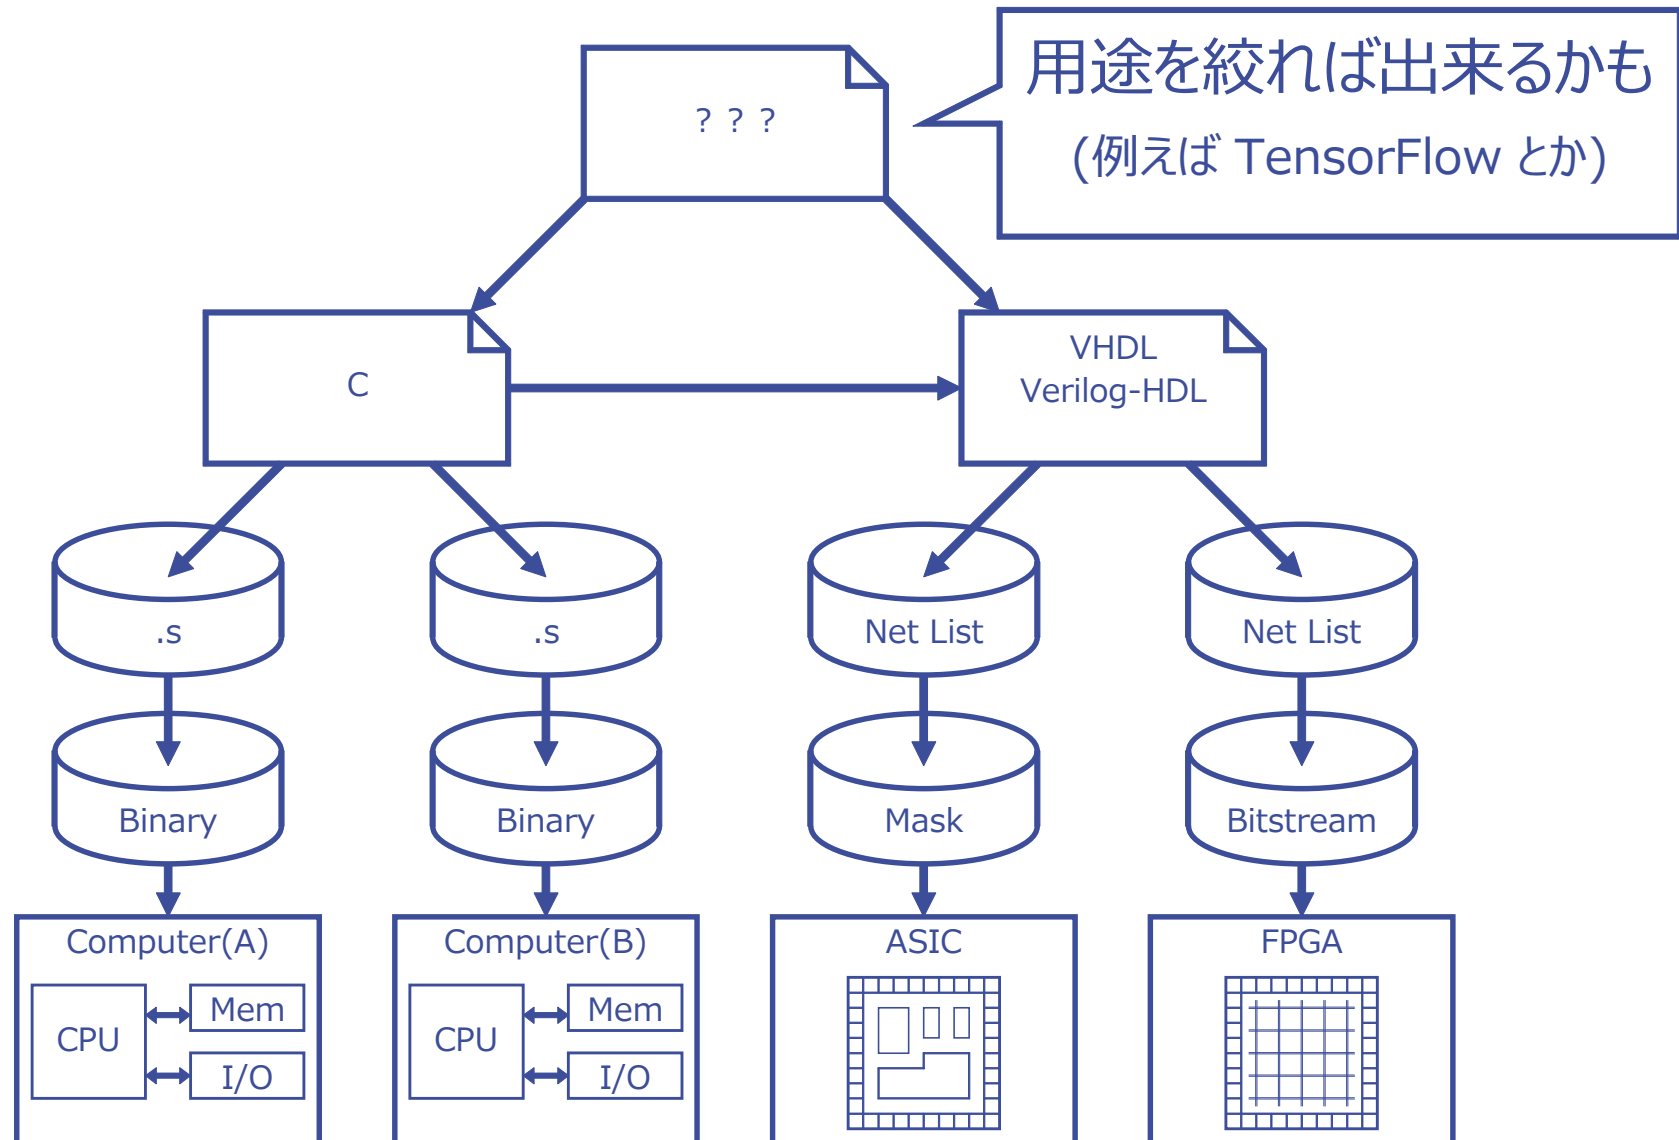 ? ? ?
用途を絞れば出来るかも
(例えば TensorFlow とか)
C
VHDL
Verilog-HDL
.s
.s
Net List
Net List
Binary
Binary
Mask
Bitstream
Computer(A)
CPU
Mem
I/O
Computer(B)
CPU
Mem
I/O
ASIC
FPGA